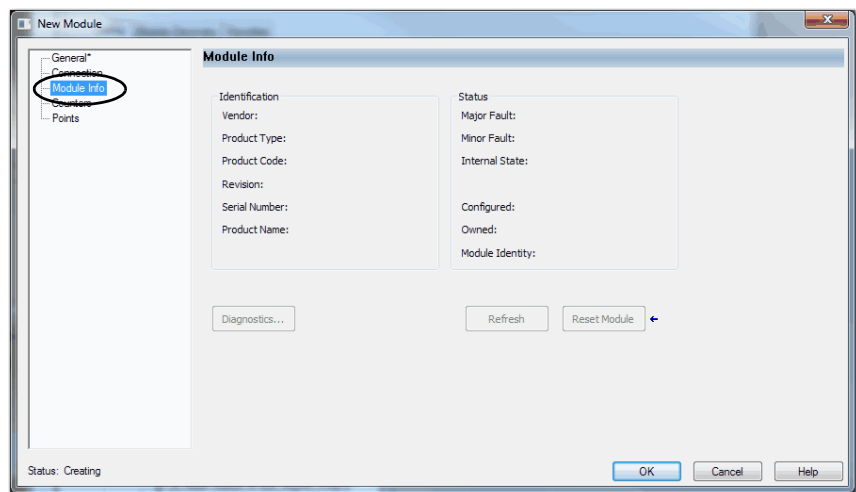 New Module
General*
Connection
Module Info
Counters
Points
Module Info
Identification
Vendor:
Product Type:
Product Code:
Revision:
Serial Number:
Product Name:
Status
Major Fault:
Minor Fault:
Internal State:
Configured:
Owned:
Module Identity:
Diagnostics...
Refresh
Reset Module
Status: Creating
OK
Cancel
Help